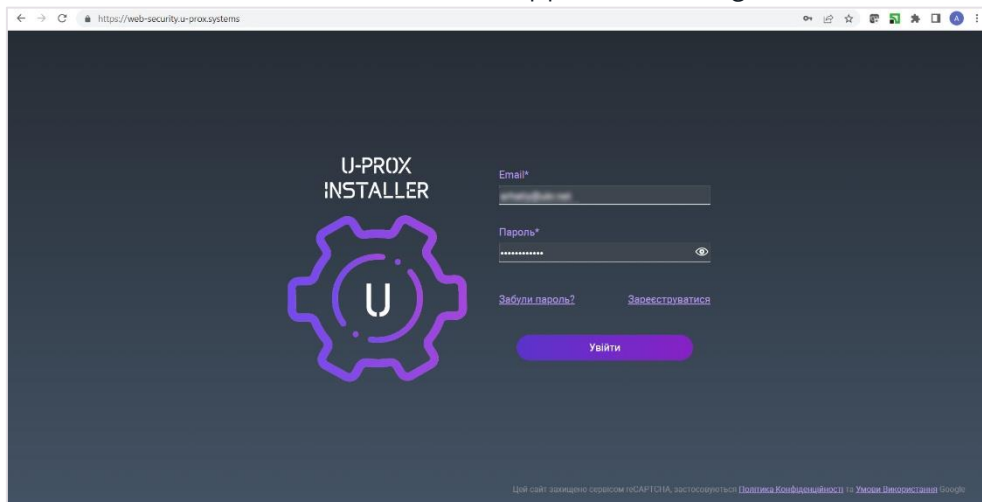 https://web-security.u-prox.systems
A
U-PROX
INSTALLER
U
Email*
Пароль*
••••••••••••
Забули пароль?
Зареєструватися
Увійти
Цей сайт захищено сервісом reCAPTCHA, застосовуються Політика Конфіденційності та Умови Використання Google